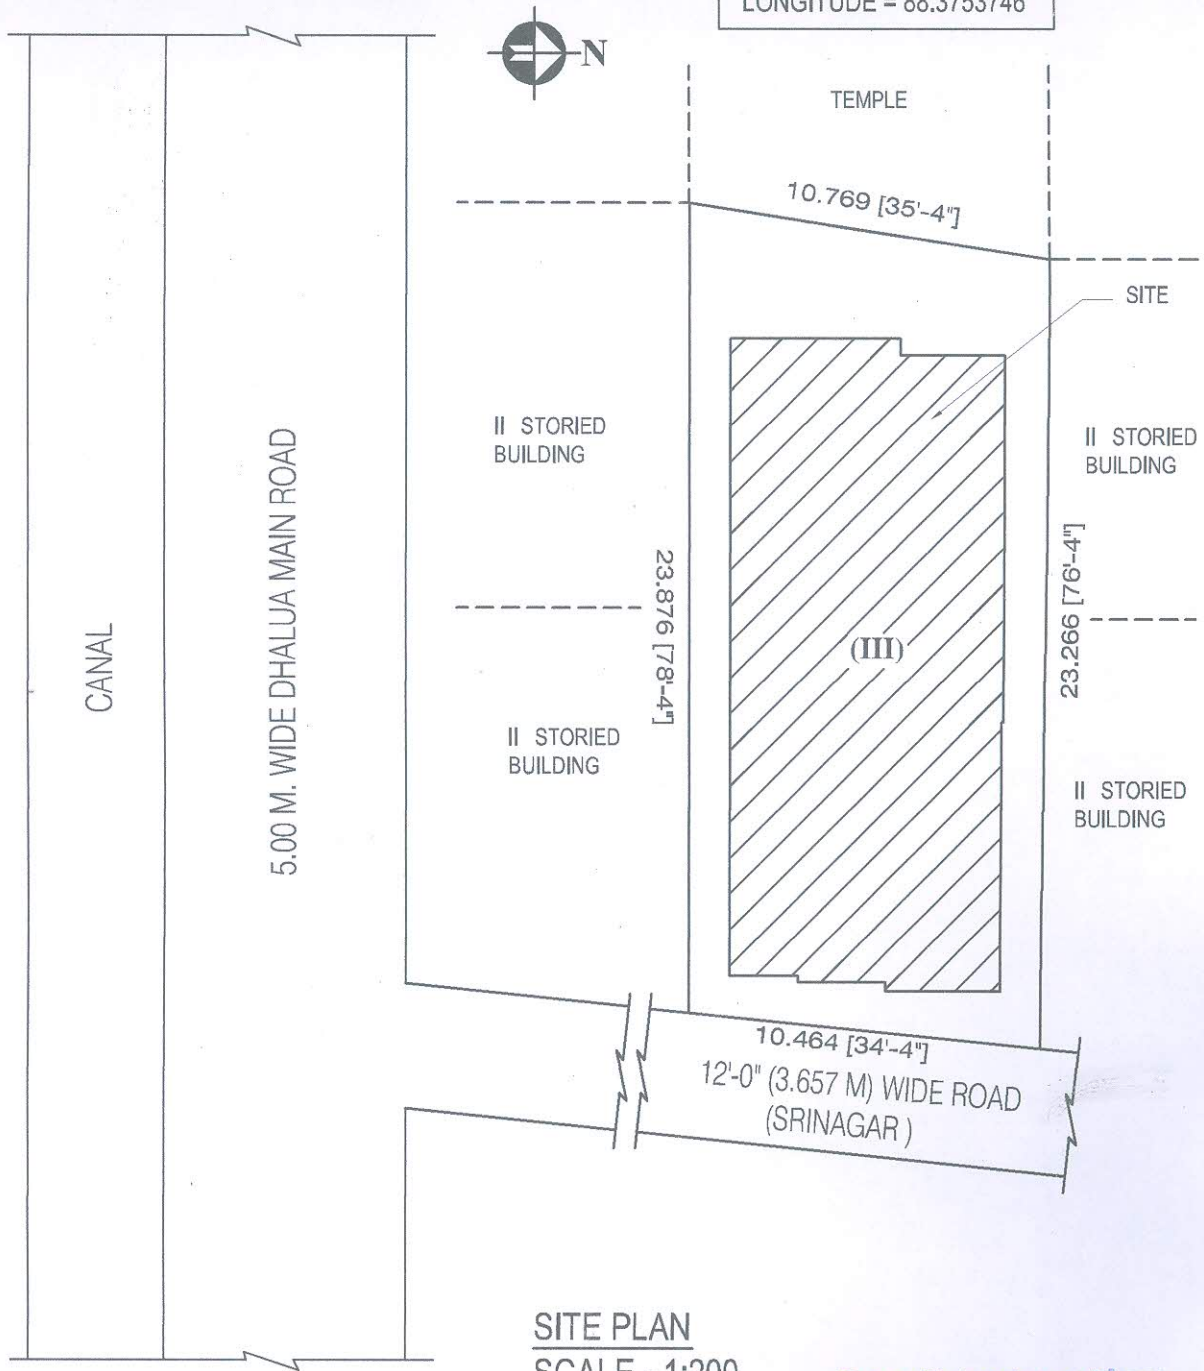 LONGITUDE - 88.3753746
N
TEMPLE
10.769 [35'-4"]
SITE
II STORIED
BUILDING
II STORIED
BUILDING
5.00 M. WIDE DHALUA MAIN ROAD
23.876 [78'-4"]
23.266 [76'-4"]
CANAL
(III)
II STORIED
BUILDING
II STORIED
BUILDING
10.464 [34'-4"]
12'-0" (3.657 M) WIDE ROAD
(SRINAGAR )
SITE PLAN
SCALE - 1:200